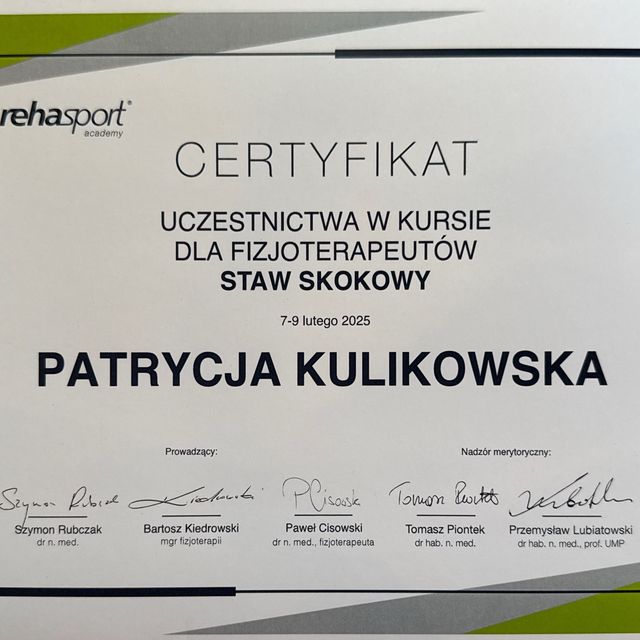 rehasport®
academy
CERTYFIKAT
UCZESTNICTWA W KURSIE
DLA FIZJOTERAPEUTÓW
STAW SKOKOWY
7-9 lutego 2025
PATRYCJA KULIKOWSKA
Prowadzący:
Nadzór merytoryczny:
Szymon Rubczak
dr n. med.
Bartosz Kiedrowski
mgr fizjoterapii
Paweł Cisowski
dr n. med., fizjoterapeuta
Tomasz Piontek
dr hab. n. med.
Przemysław Lubiatowski
dr hab. n. med., prof. UMP